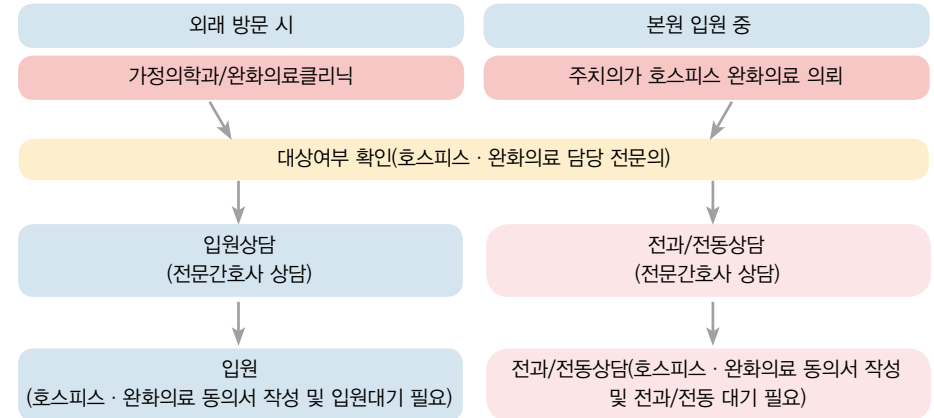 외래 방문 시
본원 입원 중
가정의학과/완화의료클리닉
주치의가 호스피스 완화의료 의뢰
대상여부 확인(호스피스 · 완화의료 담당 전문의)
입원상담
(전문간호사 상담)
전과/전동상담
(전문간호사 상담)
입원
(호스피스 · 완화의료 동의서 작성 및 입원대기 필요)
전과/전동상담(호스피스 · 완화의료 동의서 작성
및 전과/전동 대기 필요)